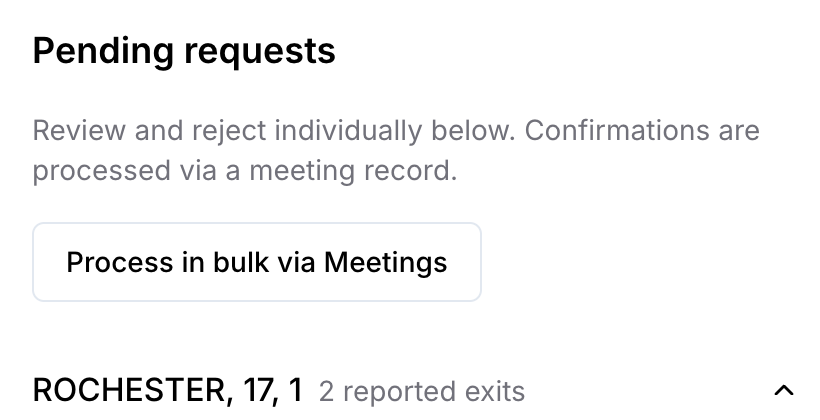 Pending requests
Review and reject individually below. Confirmations are
processed via a meeting record.
Process in bulk via Meetings
ROCHESTER, 17, 1 2 reported exits